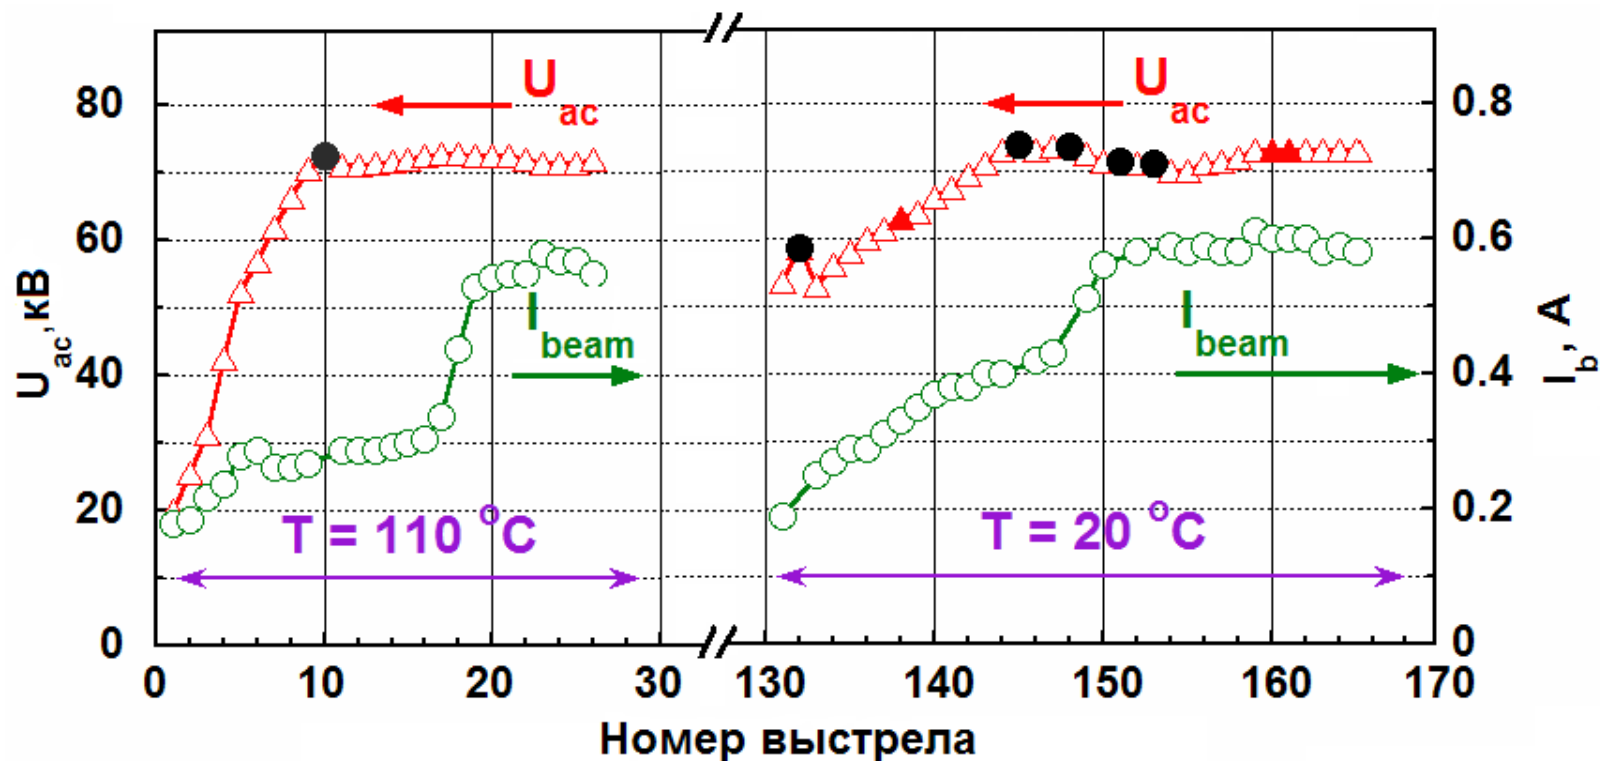 U ac
U ac
80
60
40
20
0
0.8
0.6
0.4
0.2
0
U ac, кВ
I b, А
I beam
I beam
T = 110 °C
T = 20 °C
0 10 20 30 130 140 150 160 170
Номер выстрела